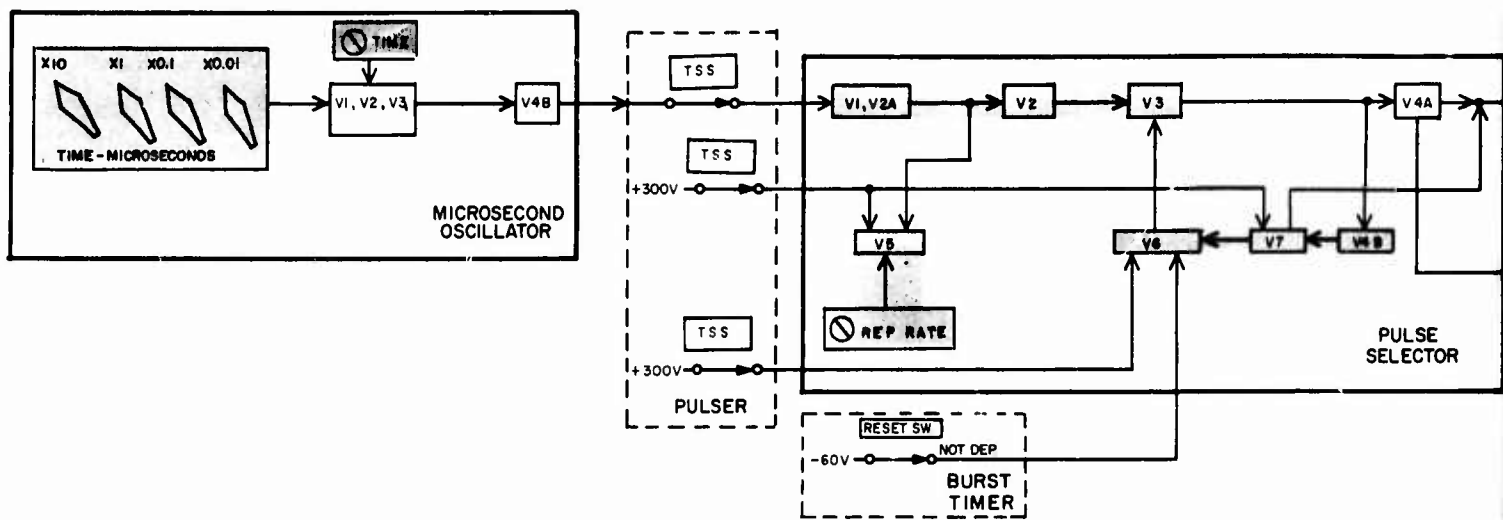 X10 X1 X0.1 X0.01
TIME - MICROSECONDS
TIME
V1, V2, V3
V4B
MICROSECOND
OSCILLATOR
TSS
TSS
+300V
TSS
+300V
PULSER
V1, V2A
V2
V3
V4A
V5
V6
V7
V4B
REP RATE
PULSE
SELECTOR
RESET SW
-60V
NOT DEP
BURST
TIMER